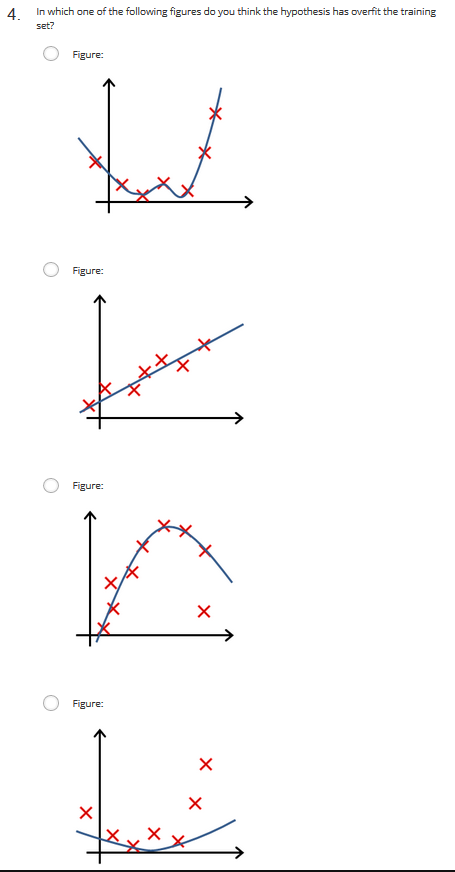 4. In which one of the following figures do you think the hypothesis has overfit the training
set?
Figure:
Figure:
Figure:
Figure: